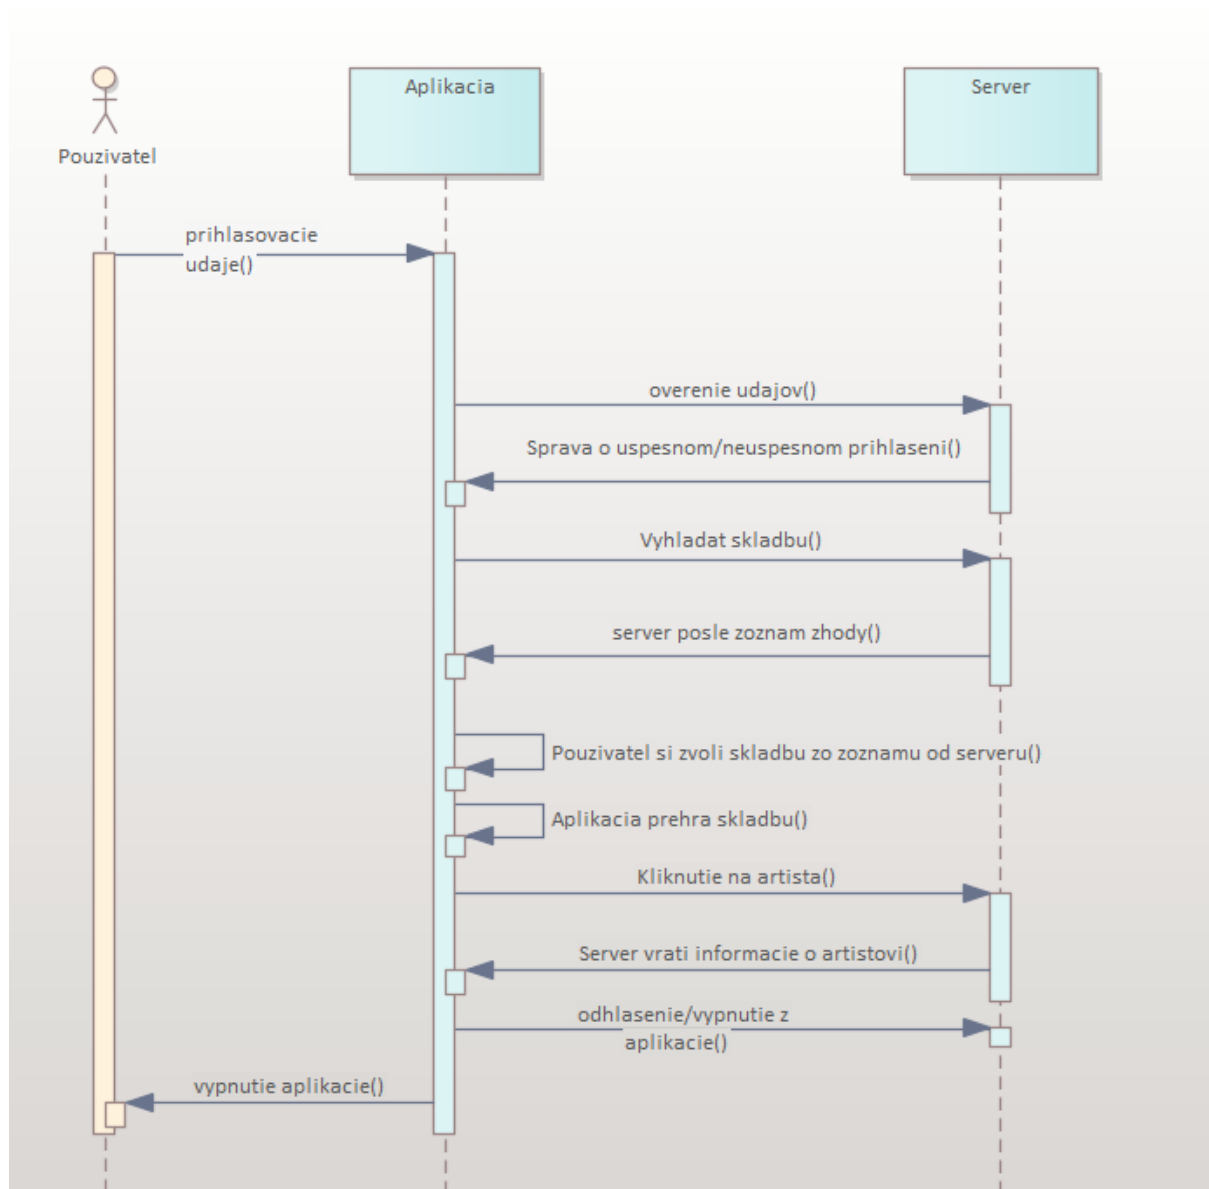 Aplikacia
Server
Pouzivatel
prihlasovacie
udaje()
overenie udajov()
Sprava o uspesnom/neuspesnom prihlaseni()
Vyhladat skladbu()
server posle zoznam zhody()
Pouzivatel si zvoli skladbu zo zoznamu od serveru()
Aplikacia prehra skladbu()
Kliknutie na artista()
Server vrati informacie o artistovi()
odhlasenie/vypnutie z
aplikacie()
vypnutie aplikacie()